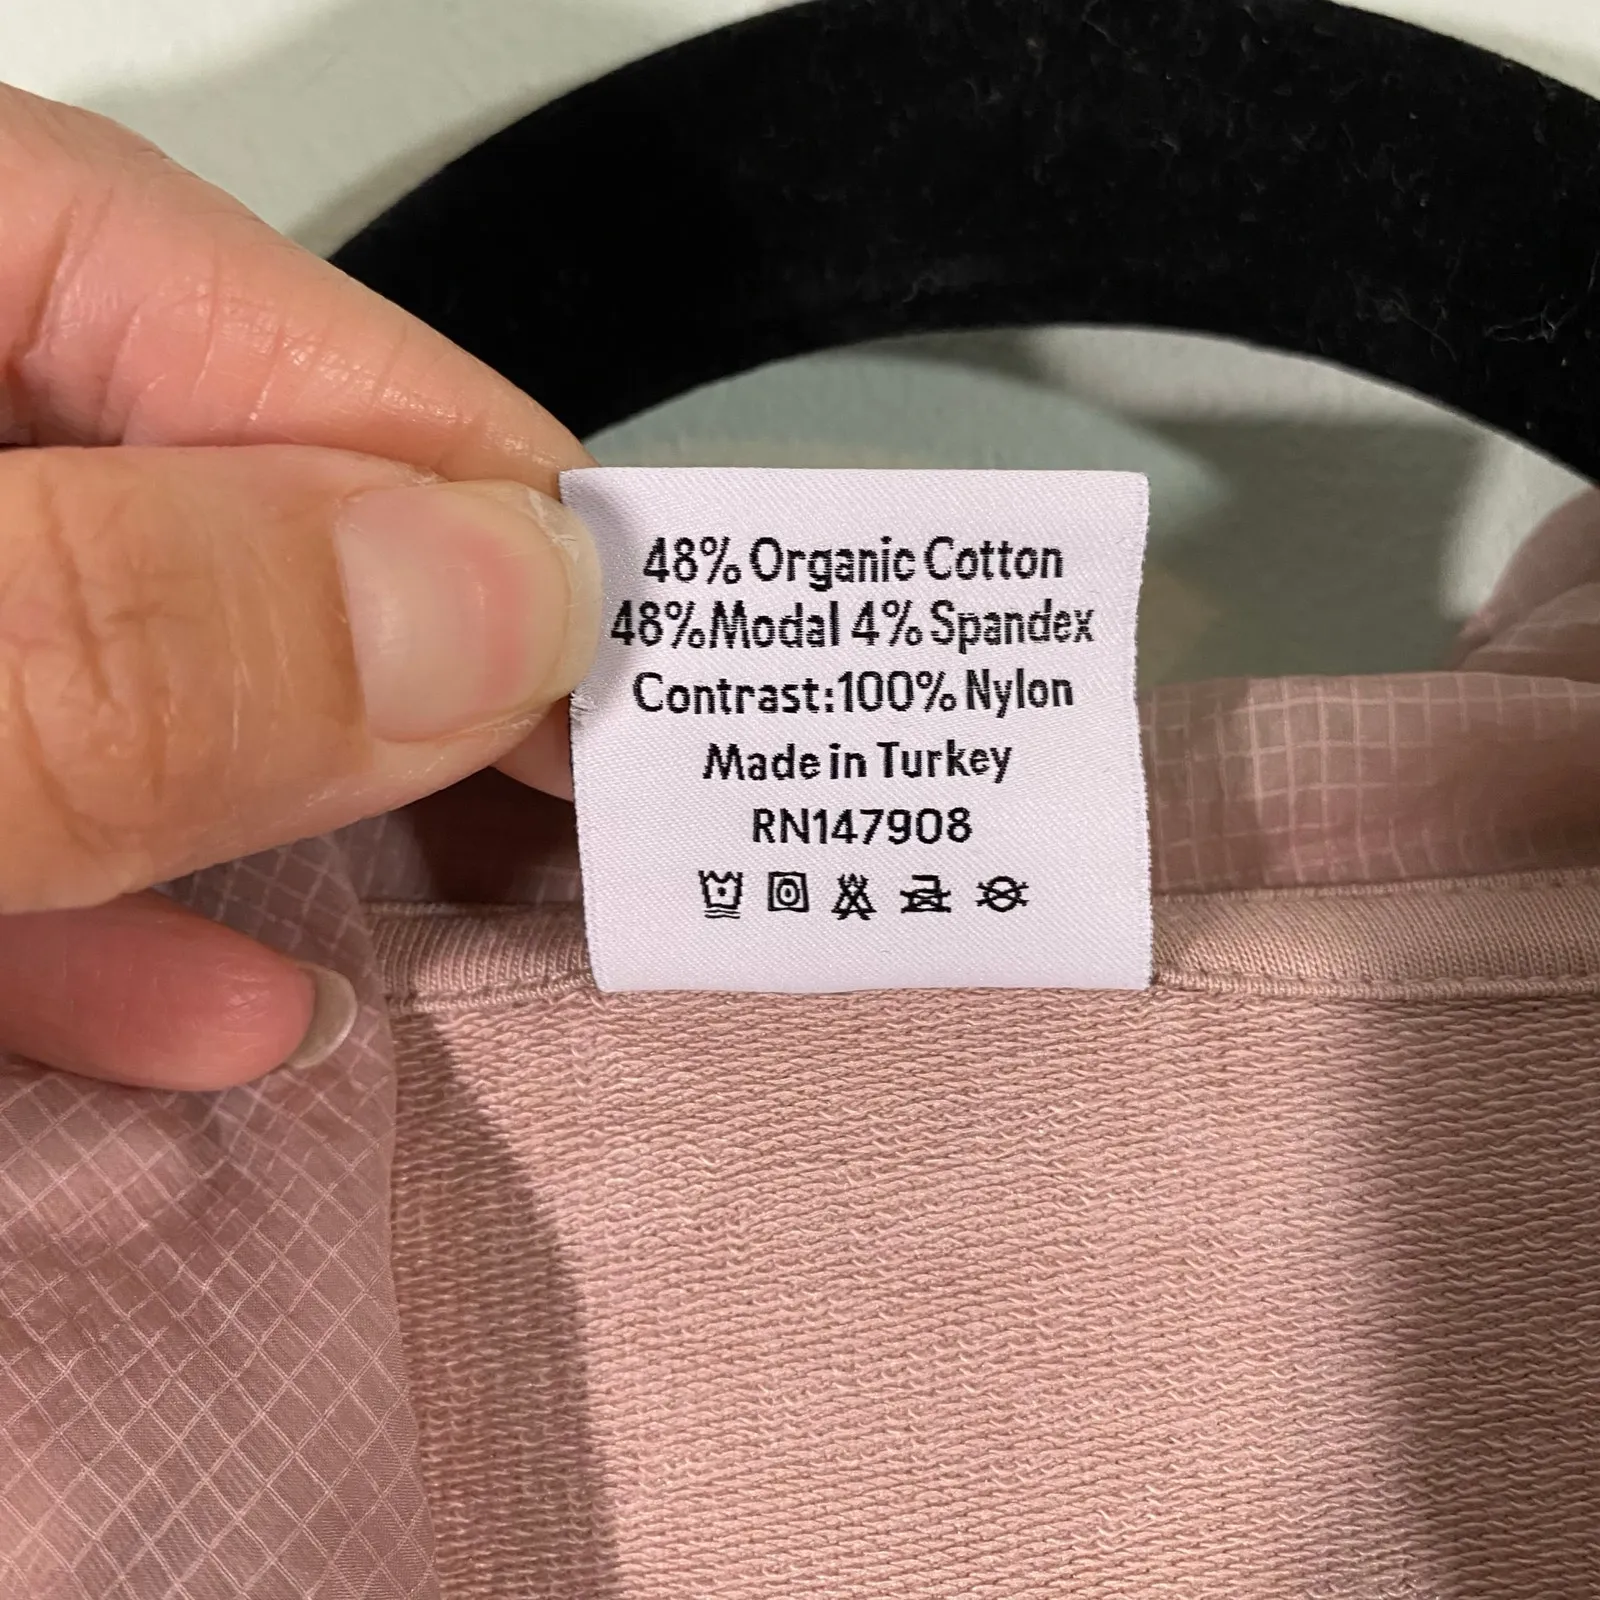 48% Organic Cotton
48% Modal 4% Spandex
Contrast:100% Nylon
Made in Turkey
RN147908